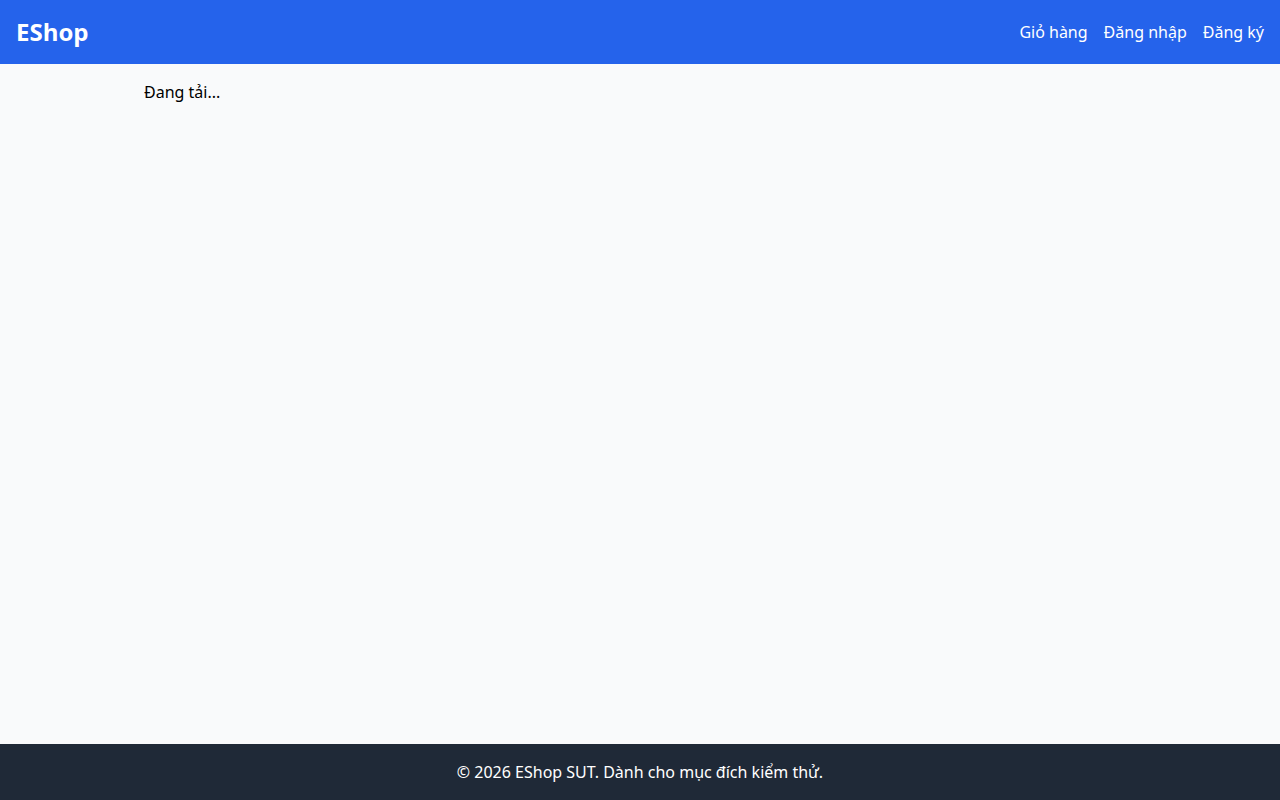 EShop
Giỏ hàng Đăng nhập Đăng ký
Đang tải...
© 2026 EShop SUT. Dành cho mục đích kiểm thử.